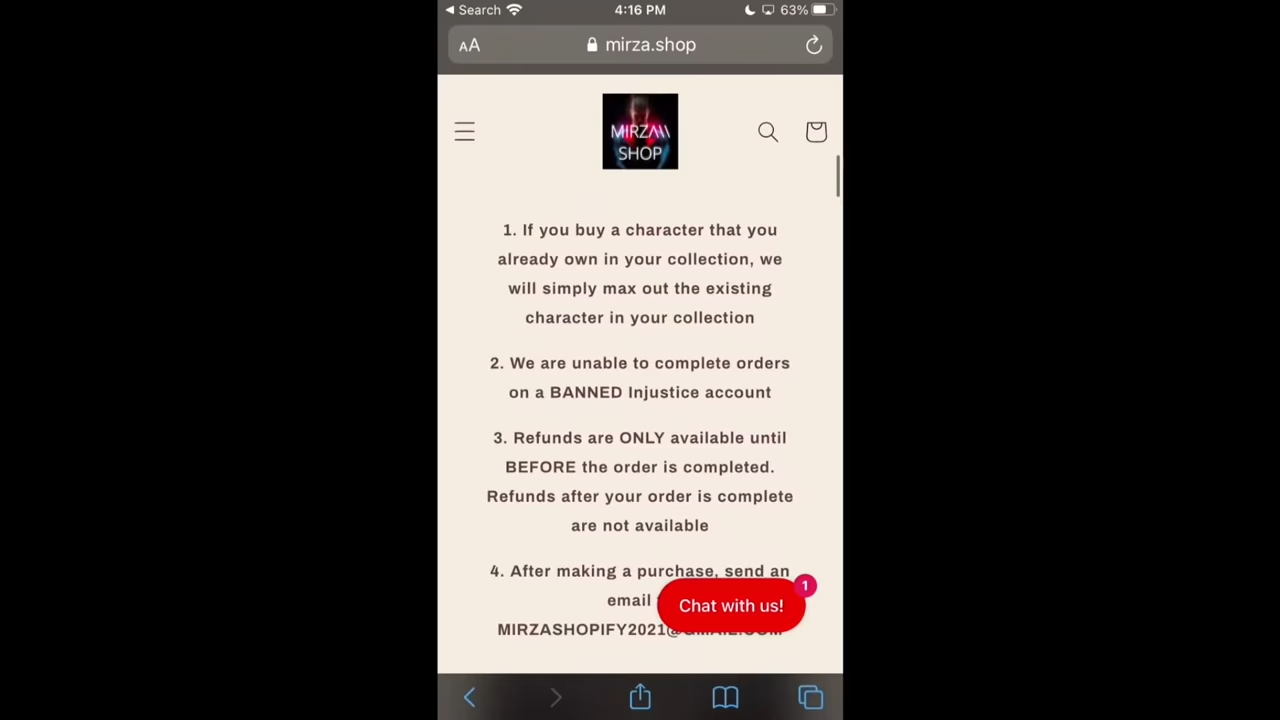 Search
4:16 PM
63%
AA
mirza.shop
MIRZA\\
SHOP
1. If you buy a character that you
already own in your collection, we
will simply max out the existing
character in your collection
2. We are unable to complete orders
on a BANNED Injustice account
3. Refunds are ONLY available until
BEFORE the order is completed.
Refunds after your order is complete
are not available
4. After making a purchase, send an
email
1
Chat with us!
MIRZASHOPIFY2021@GMAIL.COM